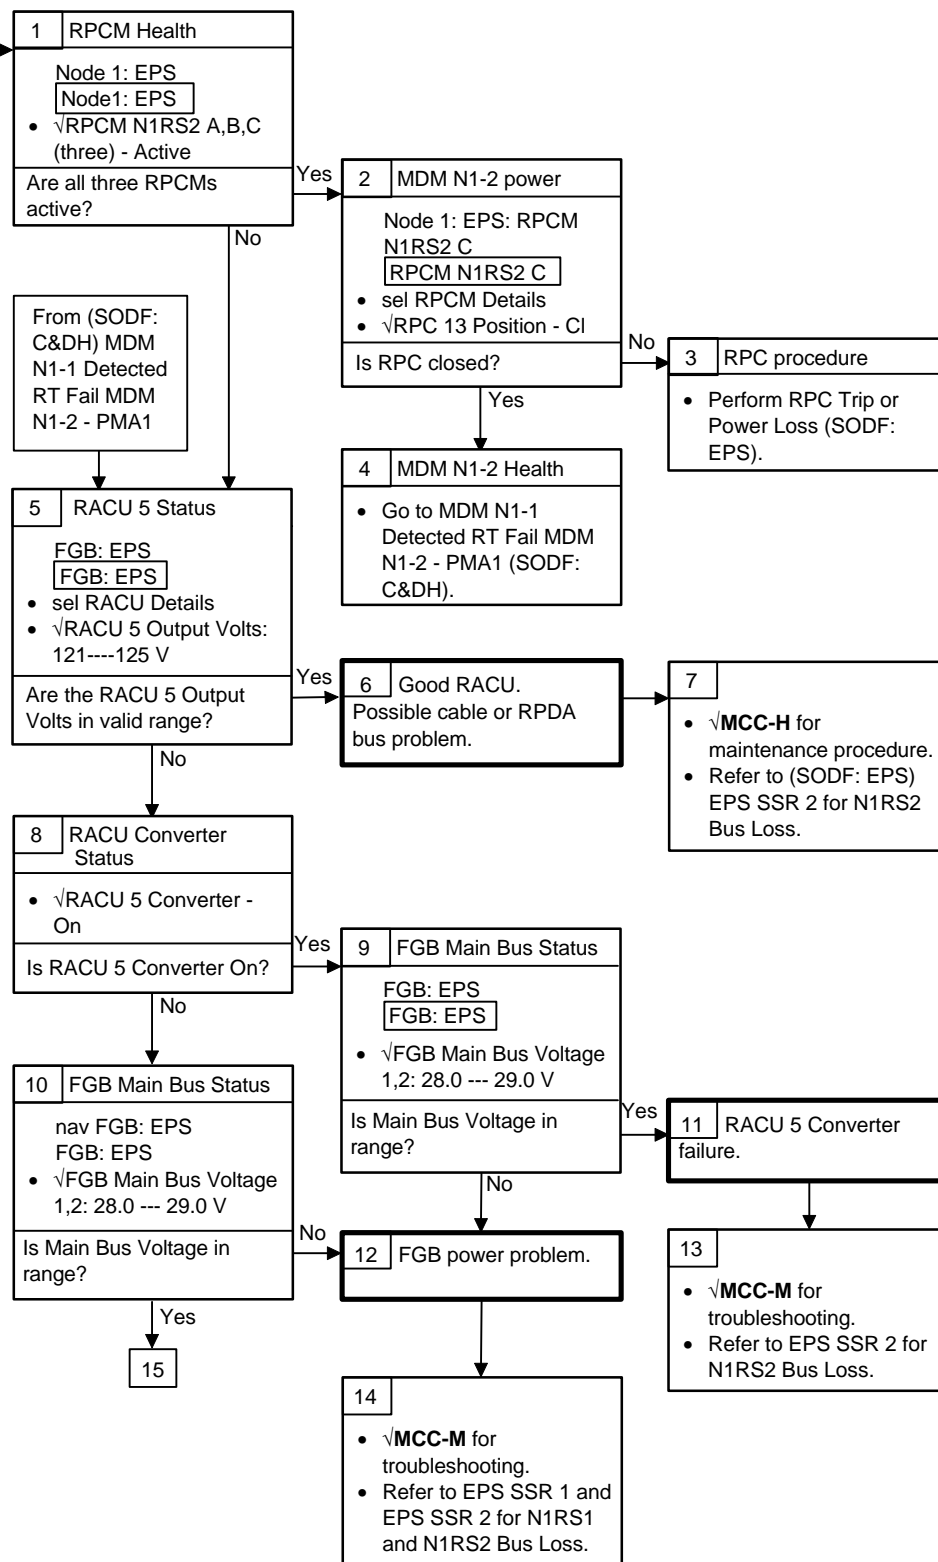 1 RPCM Health
Node 1: EPS
Node1: EPS
• √RPCM N1RS2 A,B,C
(three) - Active
Are all three RPCMs
active?
Yes
No
2 MDM N1-2 power
Node 1: EPS: RPCM
N1RS2 C
RPCM N1RS2 C
• sel RPCM Details
• √RPC 13 Position - Cl
Is RPC closed?
No
Yes
3 RPC procedure
• Perform RPC Trip or
Power Loss (SODF:
EPS).
4 MDM N1-2 Health
• Go to MDM N1-1
Detected RT Fail MDM
N1-2 - PMA1 (SODF:
C&DH).
From (SODF:
C&DH) MDM
N1-1 Detected
RT Fail MDM
N1-2 - PMA1
5 RACU 5 Status
FGB: EPS
FGB: EPS
• sel RACU Details
• √RACU 5 Output Volts:
121----125 V
Are the RACU 5 Output
Volts in valid range?
Yes
No
6 Good RACU.
Possible cable or RPDA
bus problem.
7
• √MCC-H for
maintenance procedure.
• Refer to (SODF: EPS)
EPS SSR 2 for N1RS2
Bus Loss.
8 RACU Converter
Status
• √RACU 5 Converter -
On
Is RACU 5 Converter On?
Yes
No
9 FGB Main Bus Status
FGB: EPS
FGB: EPS
• √FGB Main Bus Voltage
1,2: 28.0 --- 29.0 V
Is Main Bus Voltage in
range?
Yes
No
10 FGB Main Bus Status
nav FGB: EPS
FGB: EPS
• √FGB Main Bus Voltage
1,2: 28.0 --- 29.0 V
Is Main Bus Voltage in
range?
No
Yes
11 RACU 5 Converter
failure.
12 FGB power problem.
13
• √MCC-M for
troubleshooting.
• Refer to EPS SSR 2 for
N1RS2 Bus Loss.
15
14
• √MCC-M for
troubleshooting.
• Refer to EPS SSR 1 and
EPS SSR 2 for N1RS1
and N1RS2 Bus Loss.